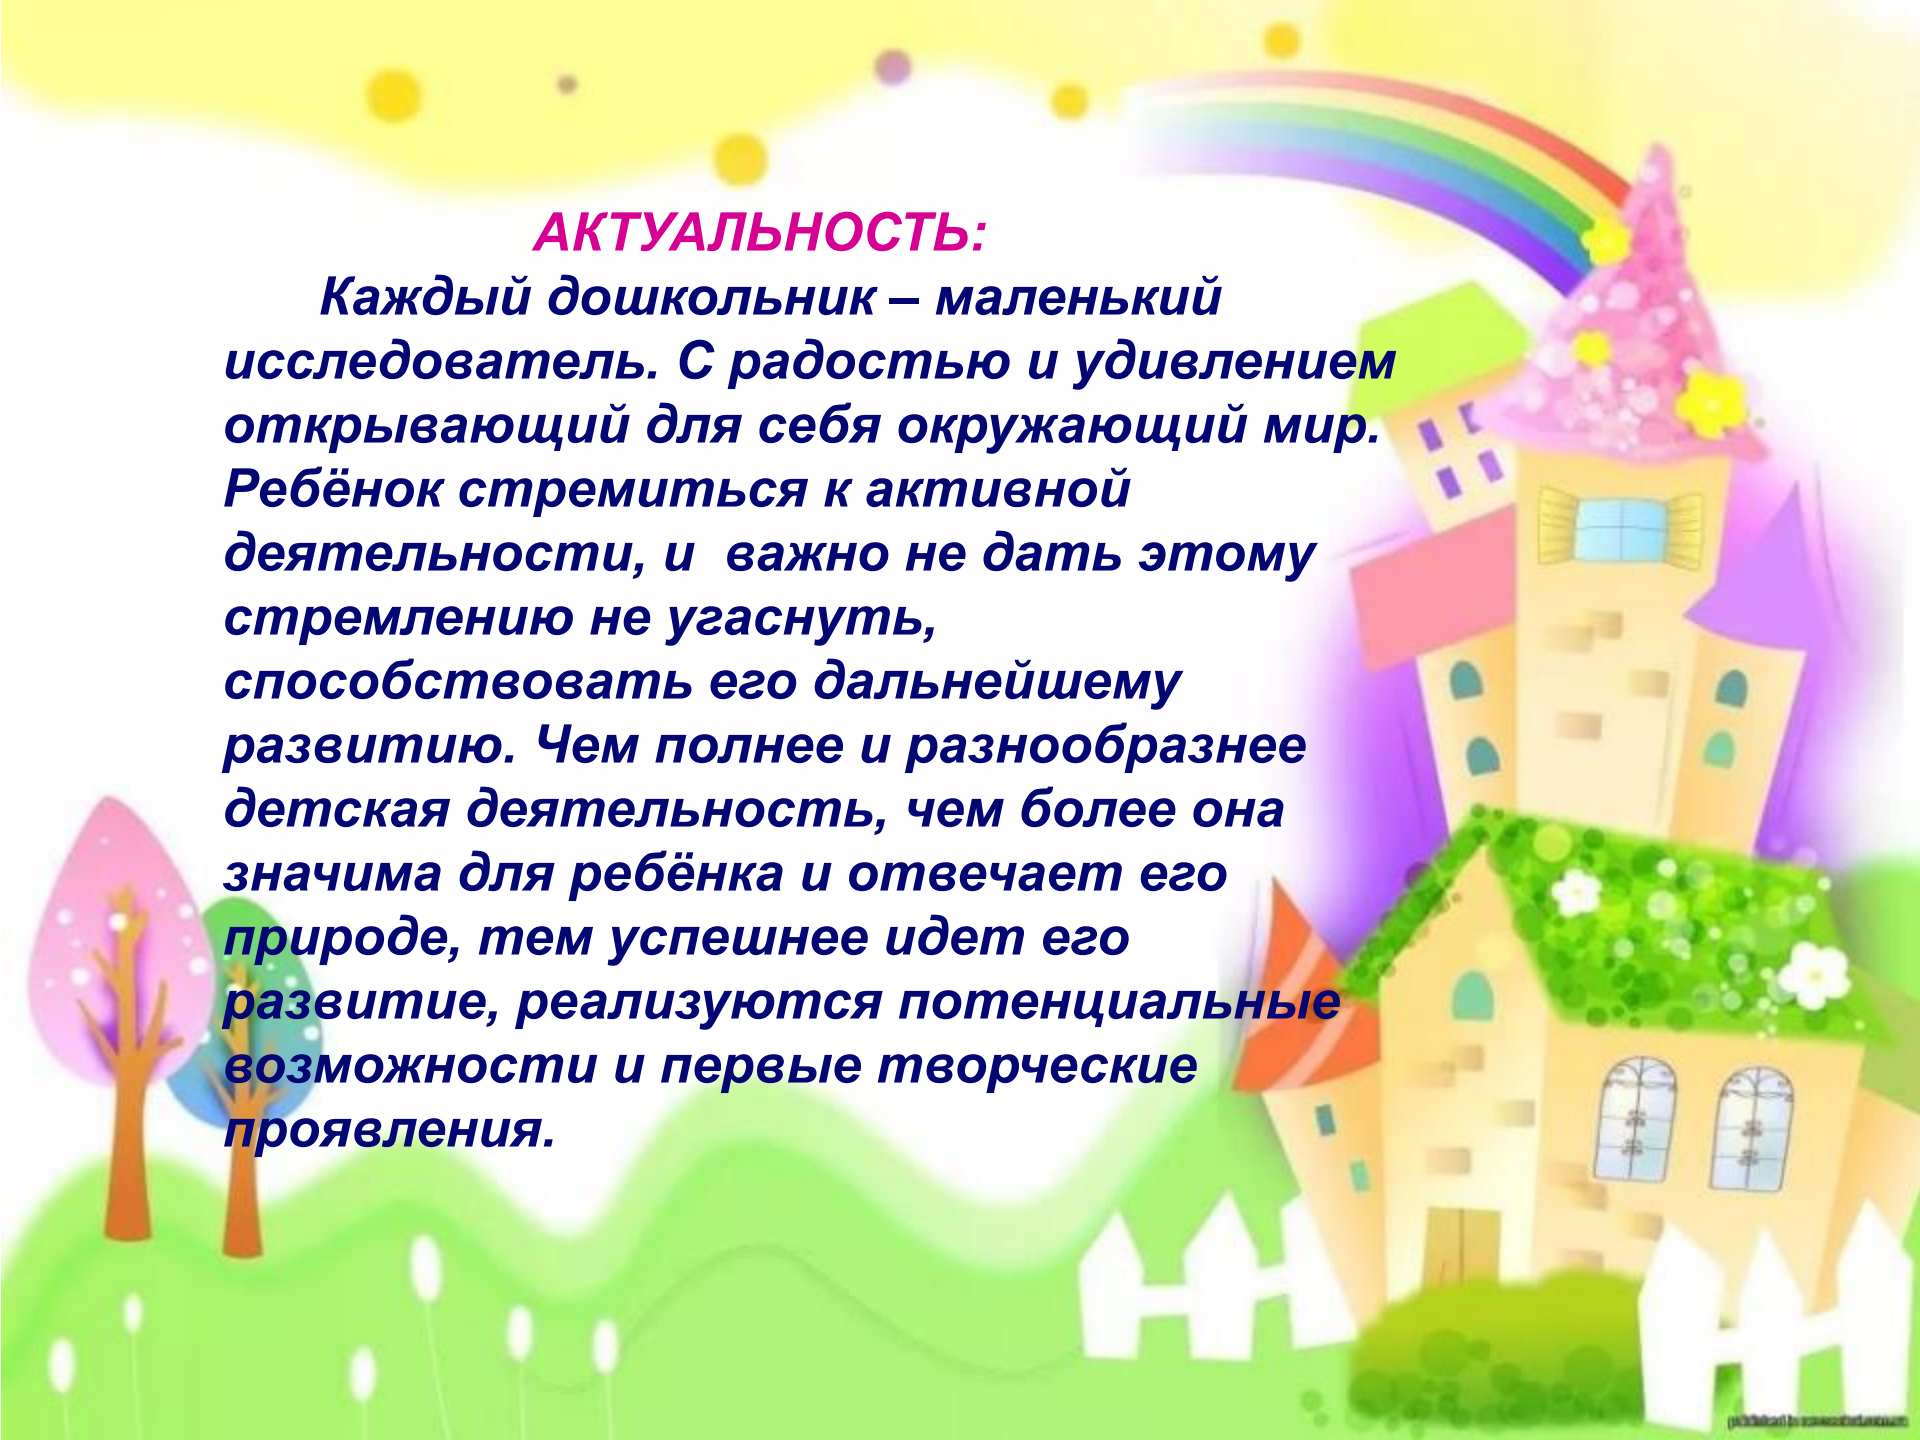 АКТУАЛЬНОСТЬ:
Каждый дошкольник – маленький
исследователь. С радостью и удивлением
открывающий для себя окружающий мир.
Ребёнок стремиться к активной
деятельности, и важно не дать этому
стремлению не угаснуть,
способствовать его дальнейшему
развитию. Чем полнее и разнообразнее
детская деятельность, чем более она
значима для ребёнка и отвечает его
природе, тем успешнее идет его
развитие, реализуются потенциальные
возможности и первые творческие
проявления.